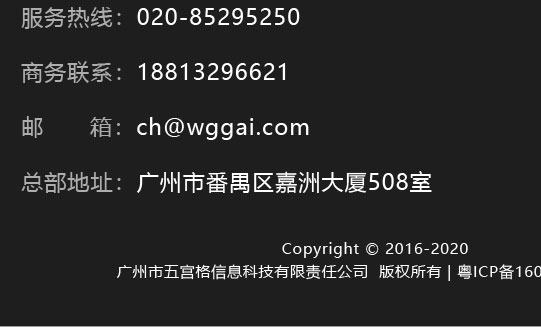 服务热线：020-85295250
商务联系：18813296621
邮　　箱：ch@wggai.com
总部地址：广州市番禺区嘉洲大厦508室
Copyright © 2016-2020
广州市五宫格信息科技有限责任公司 版权所有 | 粤ICP备160